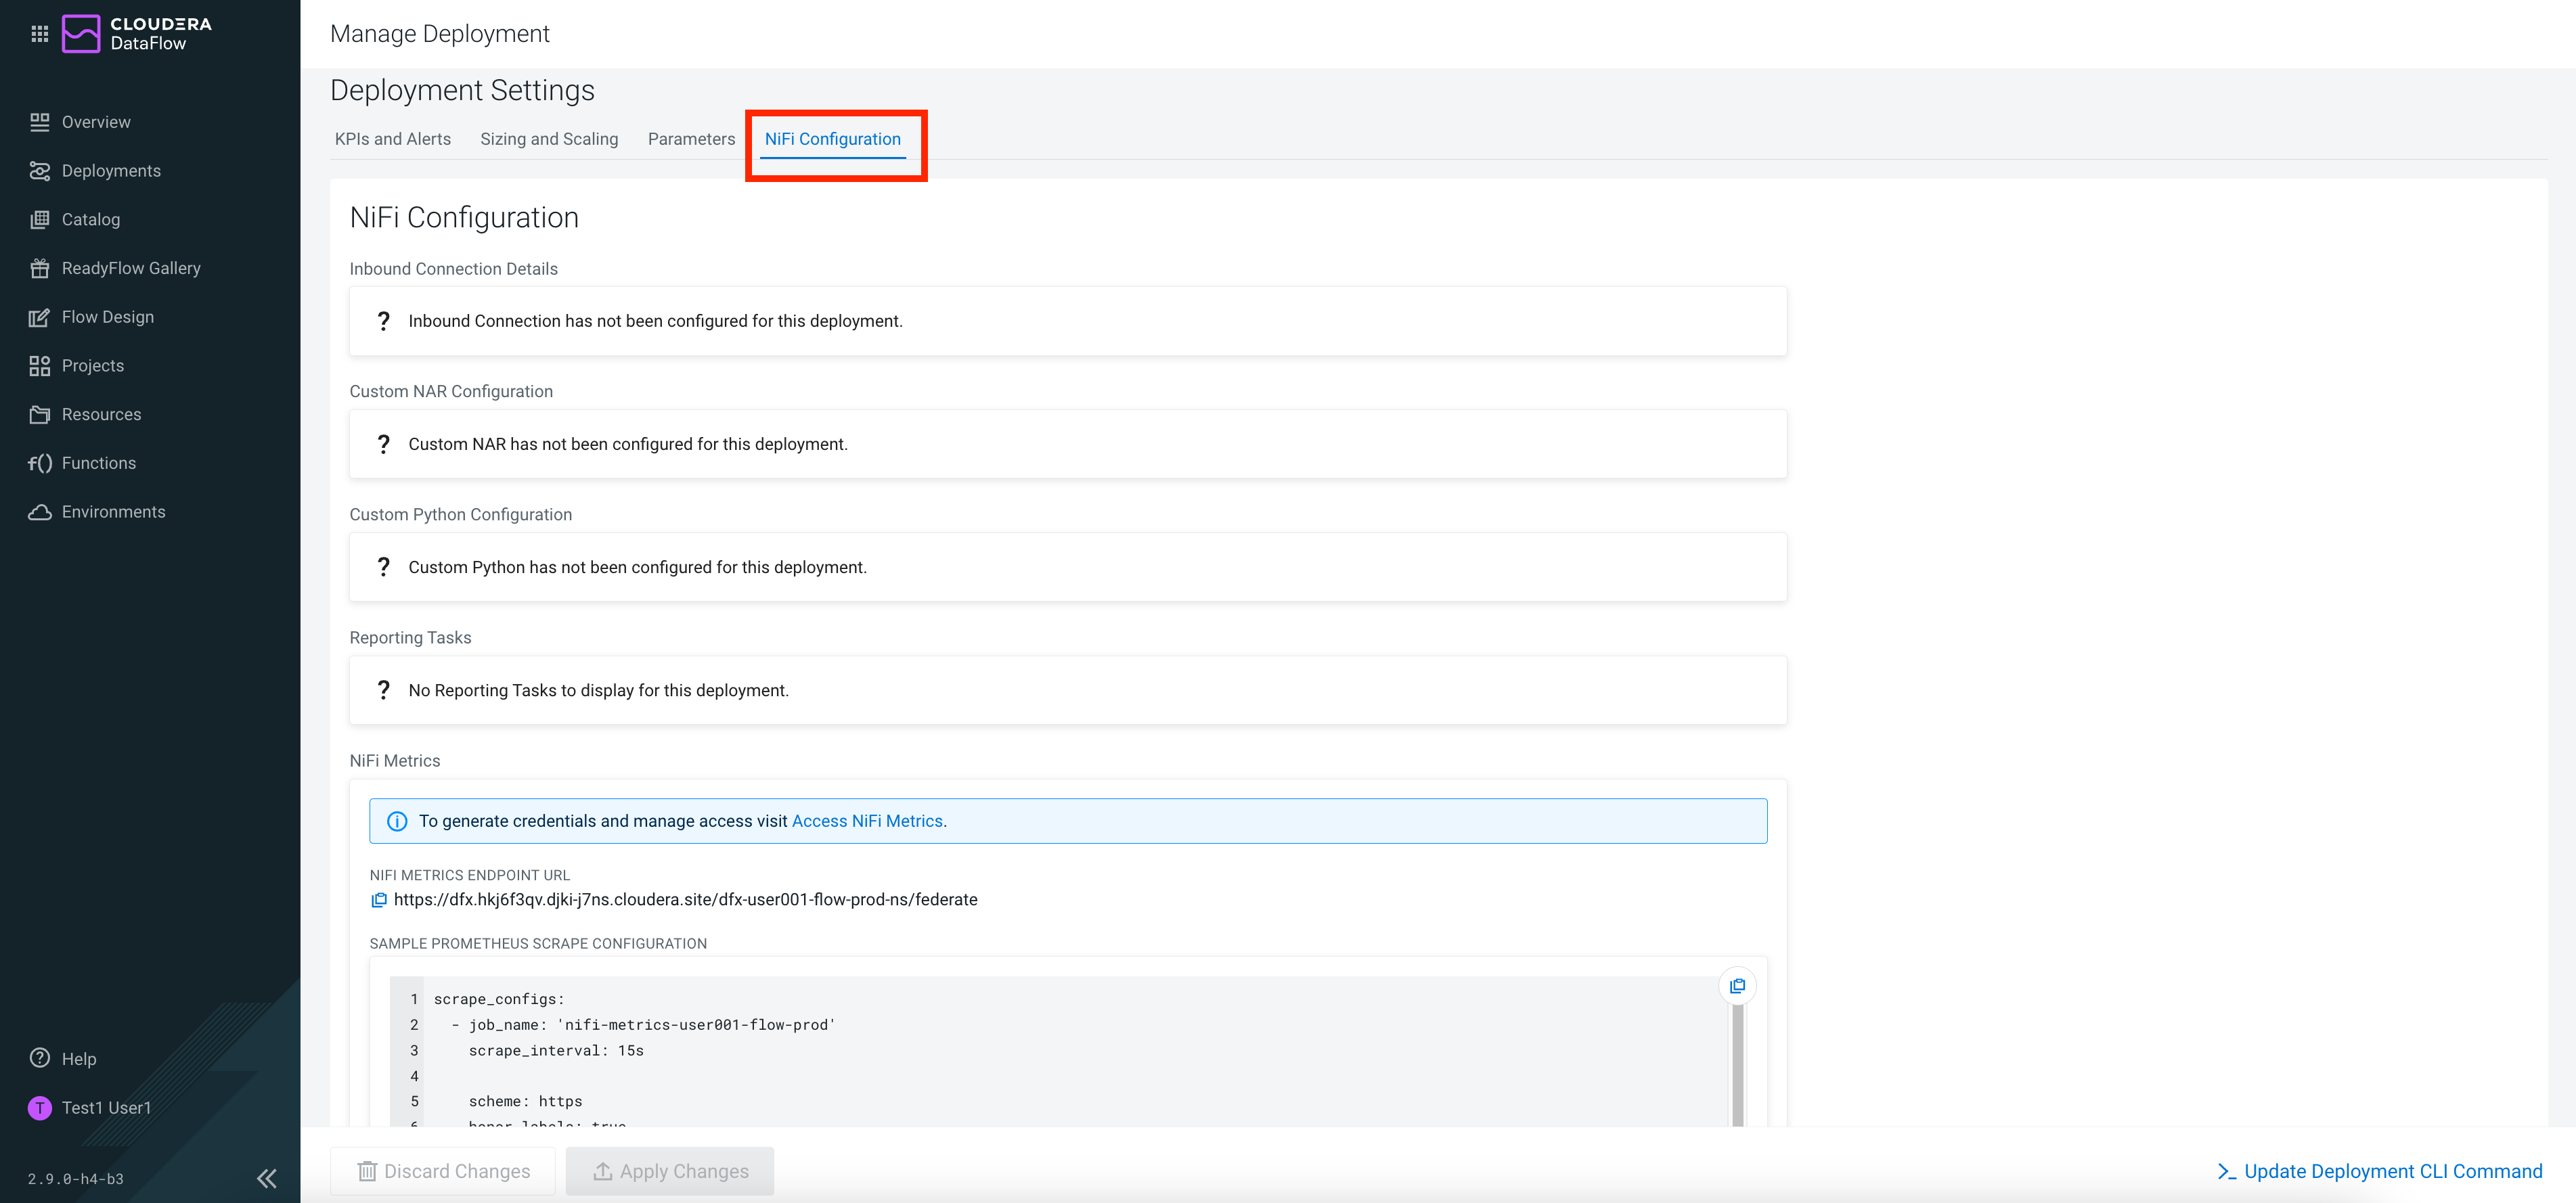 CLOUDERA
DataFlow
Overview
Deployments
Catalog
ReadyFlow Gallery
Flow Design
Projects
Resources
f() Functions
Environments
Help
T Test1 User1
2.9.0-h4-b3
Manage Deployment
Deployment Settings
KPIs and Alerts Sizing and Scaling Parameters NiFi Configuration
NiFi Configuration
Inbound Connection Details
? Inbound Connection has not been configured for this deployment.
Custom NAR Configuration
? Custom NAR has not been configured for this deployment.
Custom Python Configuration
? Custom Python has not been configured for this deployment.
Reporting Tasks
? No Reporting Tasks to display for this deployment.
NiFi Metrics
To generate credentials and manage access visit Access NiFi Metrics.
NIFI METRICS ENDPOINT URL
https://dfx.hkj6f3qv.djki-j7ns.cloudera.site/dfx-user001-flow-prod-ns/federate
SAMPLE PROMETHEUS SCRAPE CONFIGURATION
1 scrape_configs:
2 - job_name: 'nifi-metrics-user001-flow-prod'
3 scrape_interval: 15s
4
5 scheme: https
6 honor_labels: true
Discard Changes Apply Changes
>_ Update Deployment CLI Command